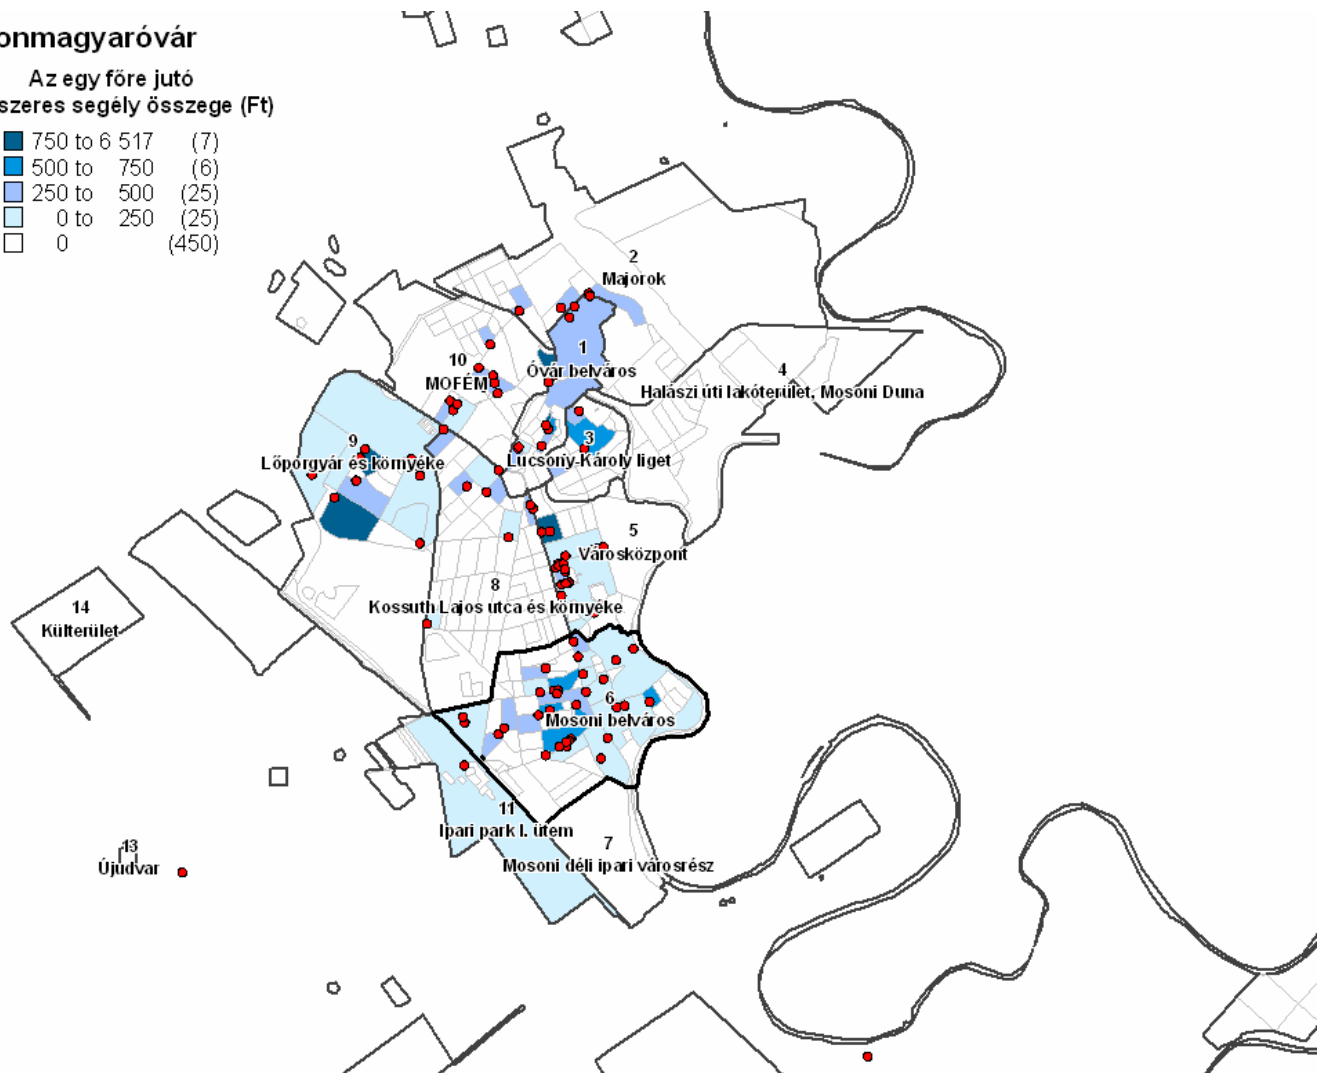 onmagyaróvár
Az egy főre jutó
szeres segély összege (Ft)
750 to 6 517 (7)
500 to 750 (6)
250 to 500 (25)
0 to 250 (25)
0 (450)
2
Majorok
1
Óvár belváros
10
MOFÉM
4
Halászi úti lakóterület, Mosoni Duna
3
Lucsony-Károly liget
9
Lőporgyár és környéke
5
Városközpont
8
Kossuth Lajos utca és környéke
14
Külterület
6
Mosoni belváros
11
Ipari park I. ütem
7
Mosoni déli ipari városrész
13
Újudvar